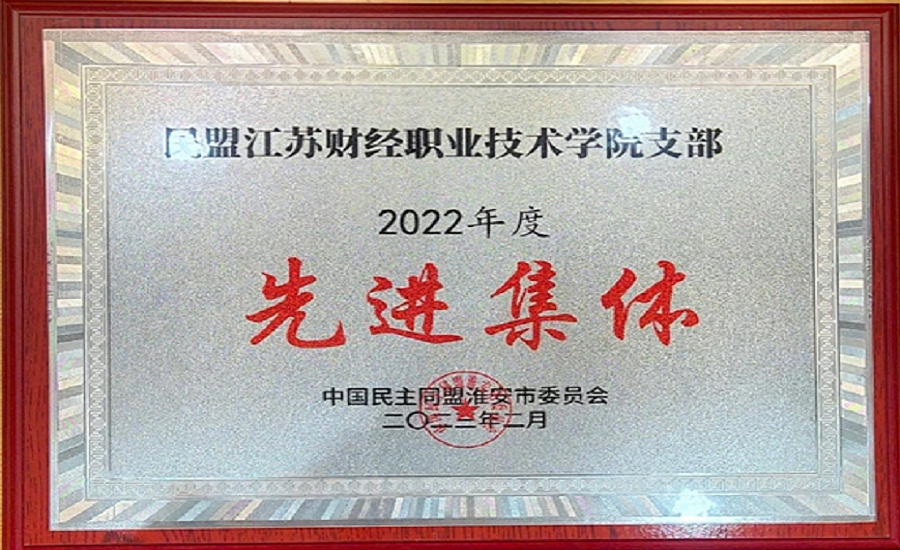 民盟江苏财经职业技术学院支部
2022年度
先进集体
中国民主同盟淮安市委员会
二〇二三年二月